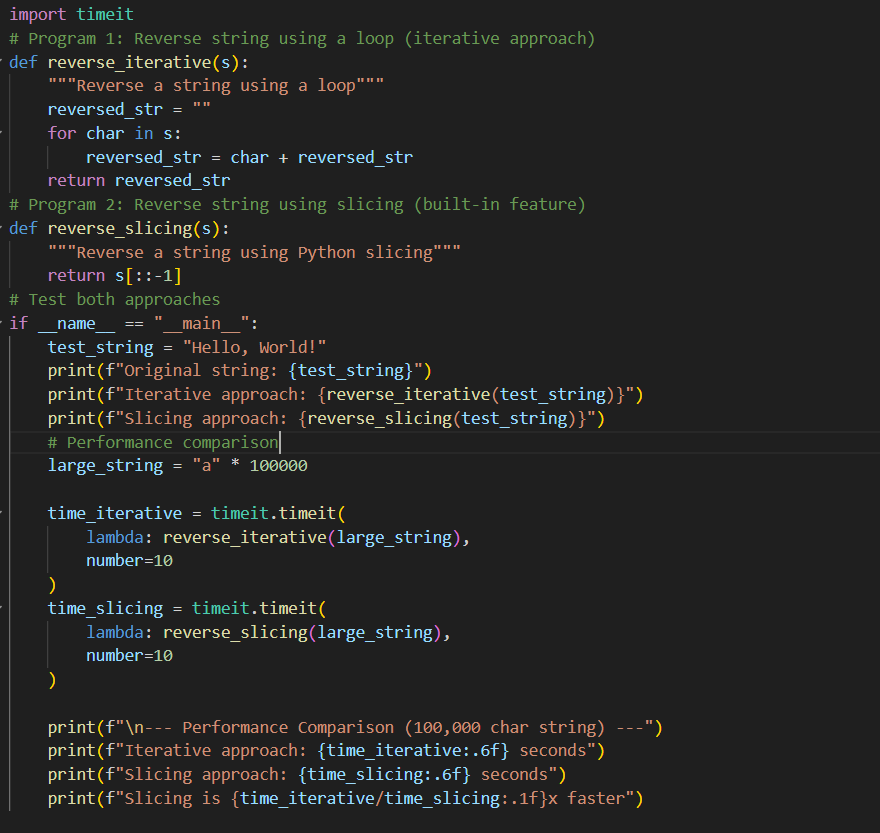 import timeit
# Program 1: Reverse string using a loop (iterative approach)
def reverse_iterative(s):
    """Reverse a string using a loop"""
    reversed_str = ""
    for char in s:
        reversed_str = char + reversed_str
    return reversed_str
# Program 2: Reverse string using slicing (built-in feature)
def reverse_slicing(s):
    """Reverse a string using Python slicing"""
    return s[::-1]
# Test both approaches
if __name__ == "__main__":
    test_string = "Hello, World!"
    print(f"Original string: {test_string}")
    print(f"Iterative approach: {reverse_iterative(test_string)}")
    print(f"Slicing approach: {reverse_slicing(test_string)}")
    # Performance comparison
    large_string = "a" * 100000

    time_iterative = timeit.timeit(
        lambda: reverse_iterative(large_string),
        number=10
    )
    time_slicing = timeit.timeit(
        lambda: reverse_slicing(large_string),
        number=10
    )

    print(f"\n--- Performance Comparison (100,000 char string) ---")
    print(f"Iterative approach: {time_iterative:.6f} seconds")
    print(f"Slicing approach: {time_slicing:.6f} seconds")
    print(f"Slicing is {time_iterative/time_slicing:.1f}x faster")